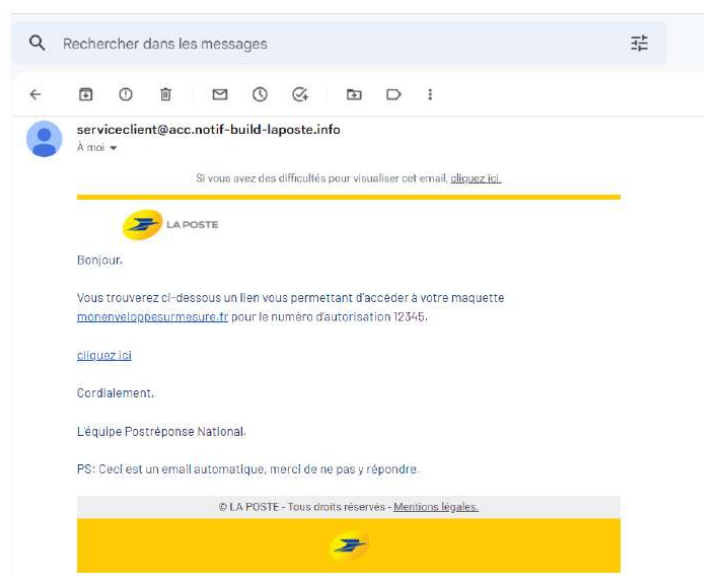 Rechercher dans les messages
serviceclient@acc.notif-build-laposte.info
À moi
Si vous avez des difficultés pour visualiser cet email, cliquez ici.
LA POSTE
Bonjour,
Vous trouverez ci-dessous un lien vous permettant d'accéder à votre maquette
monenveloppesurmesure.fr pour le numéro d'autorisation 12345.
cliquez ici
Cordialement,
L'équipe Postréponse National.
PS: Ceci est un email automatique, merci de ne pas y répondre.
© LA POSTE - Tous droits réservés - Mentions légales.